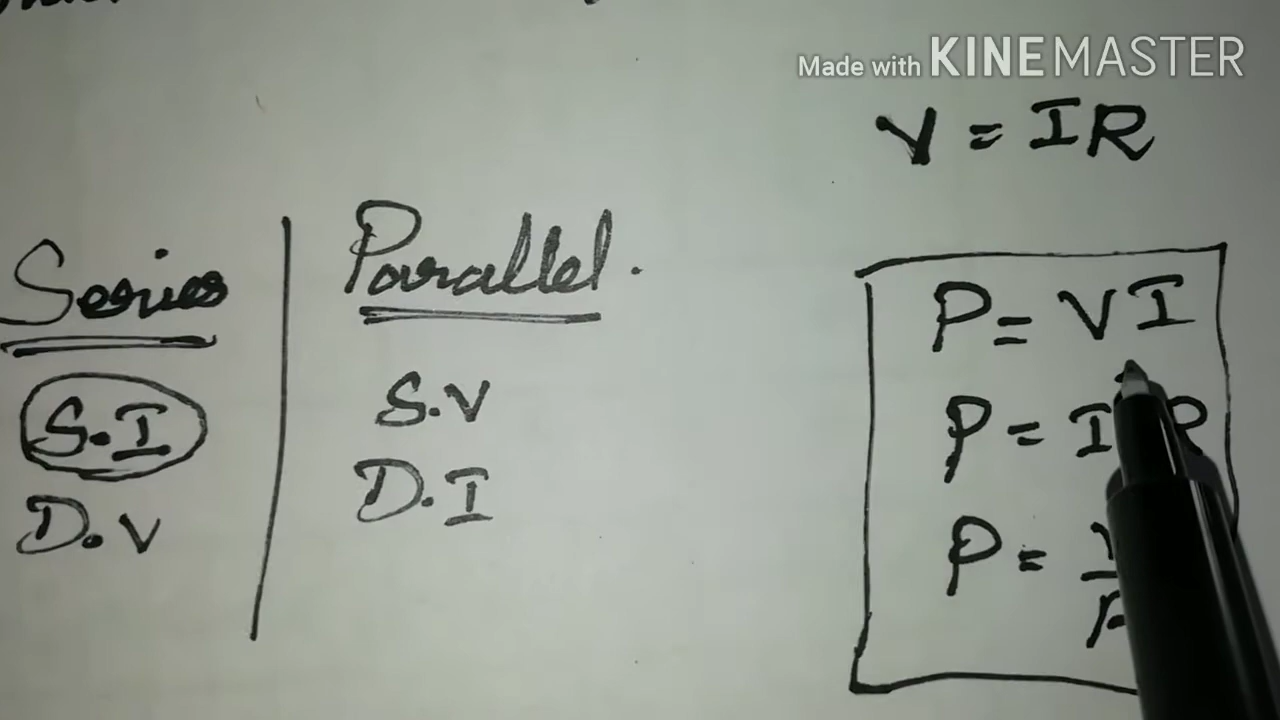 Made with KINEMASTER
V = IR
Series
Parallel.
S.I
S.V
D.V
D.I
P = VI
P = I
P =